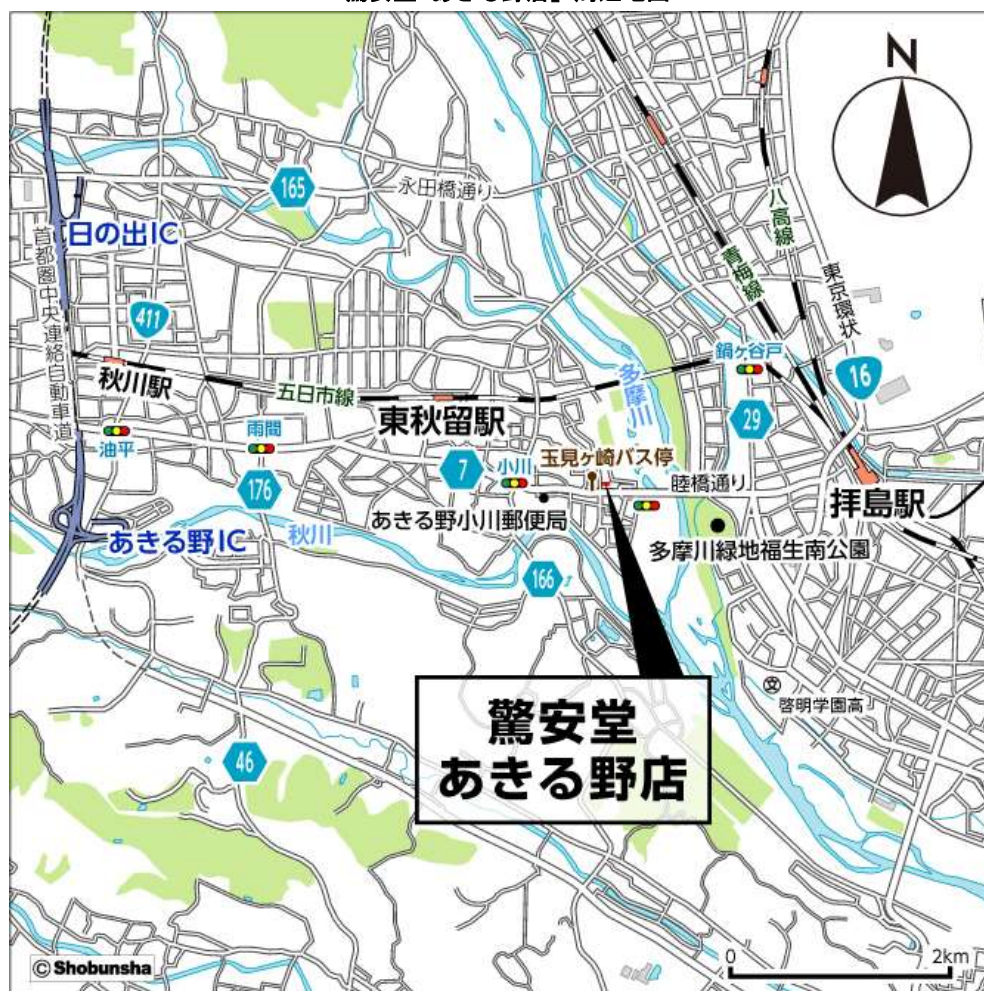 N
165
永田橋通り
日の出IC
首都圏中央連絡自動車道
411
八高線
青梅線
東京環状
16
鍋ヶ谷戸
29
多摩川
秋川駅
五日市線
東秋留駅
油平
雨間
176
7
小川
玉見ヶ崎バス停
睦橋通り
拝島駅
あきる野小川郵便局
多摩川緑地福生南公園
あきる野IC
秋川
166
文
啓明学園高
驚安堂
あきる野店
46
© Shobunsha
0 2km